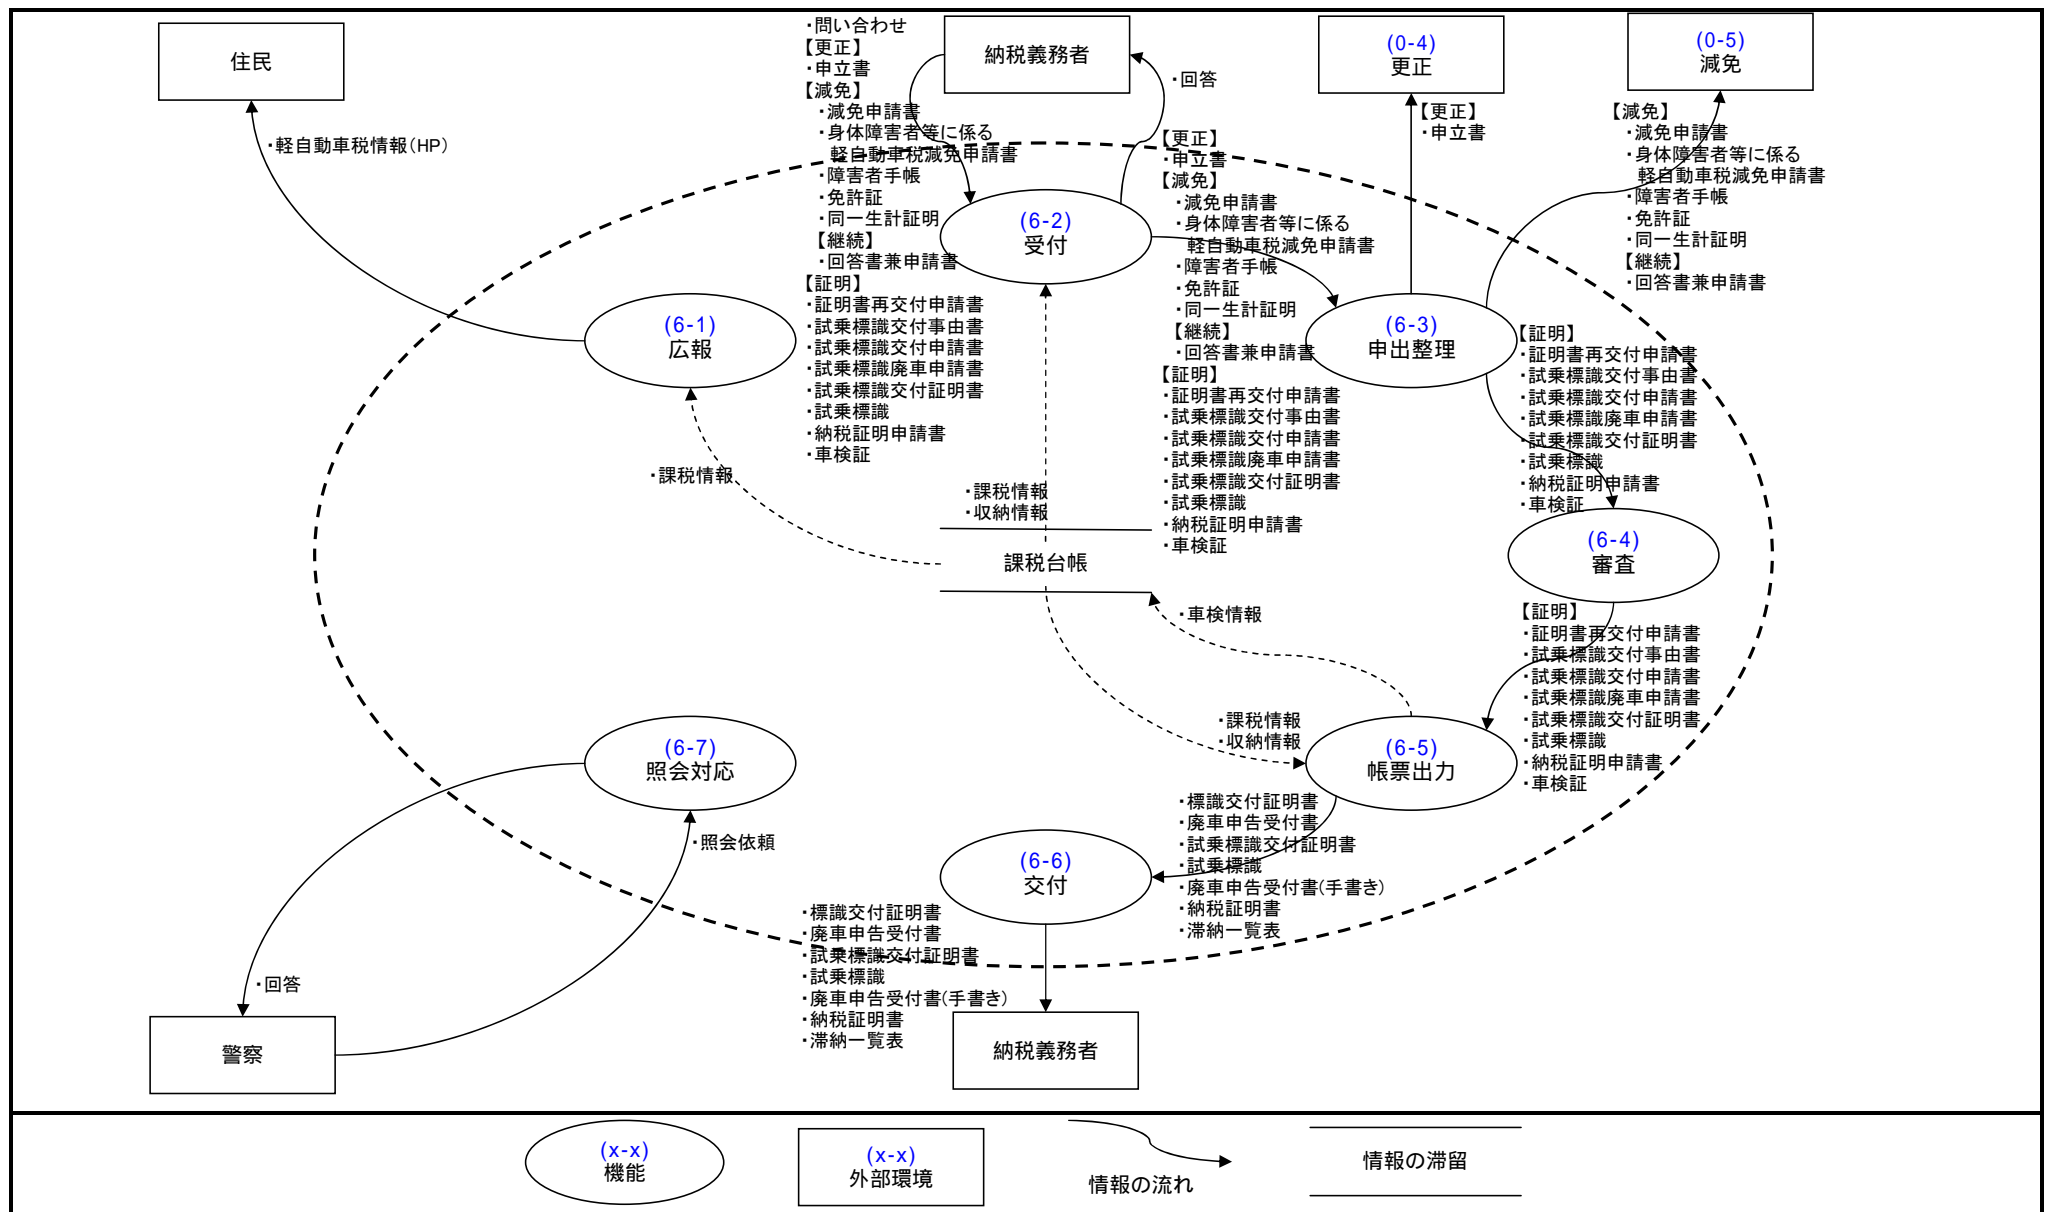 住民
・軽自動車税情報(HP)
・問い合わせ
【更正】
・申立書
【減免】
・減免申請書
・身体障害者等に係る
軽自動車税減免申請書
・障害者手帳
・免許証
・同一生計証明
【継続】
・回答書兼申請書
【証明】
・証明書再交付申請書
・試乗標識交付事由書
・試乗標識交付申請書
・試乗標識廃車申請書
・試乗標識交付証明書
・試乗標識
・納税証明申請書
・車検証
納税義務者
・回答
(0-4)
更正
【更正】
・申立書
(0-5)
減免
【減免】
・減免申請書
・身体障害者等に係る
軽自動車税減免申請書
・障害者手帳
・免許証
・同一生計証明
【継続】
・回答書兼申請書
(6-2)
受付
【更正】
・申立書
【減免】
・減免申請書
・身体障害者等に係る
軽自動車税減免申請書
・障害者手帳
・免許証
・同一生計証明
【継続】
・回答書兼申請書
【証明】
・証明書再交付申請書
・試乗標識交付事由書
・試乗標識交付申請書
・試乗標識廃車申請書
・試乗標識交付証明書
・試乗標識
・納税証明申請書
・車検証
(6-1)
広報
・課税情報
(6-3)
申出整理
【証明】
・証明書再交付申請書
・試乗標識交付事由書
・試乗標識交付申請書
・試乗標識廃車申請書
・試乗標識交付証明書
・試乗標識
・納税証明申請書
・車検証
・課税情報
・収納情報
課税台帳
(6-4)
審査
・車検情報
【証明】
・証明書再交付申請書
・試乗標識交付事由書
・試乗標識交付申請書
・試乗標識廃車申請書
・試乗標識交付証明書
・試乗標識
・納税証明申請書
・車検証
・課税情報
・収納情報
(6-5)
帳票出力
(6-7)
照会対応
・照会依頼
・標識交付証明書
・廃車申告受付書
・試乗標識交付証明書
・試乗標識
・廃車申告受付書(手書き)
・納税証明書
・滞納一覧表
(6-6)
交付
・標識交付証明書
・廃車申告受付書
・試乗標識交付証明書
・試乗標識
・廃車申告受付書(手書き)
・納税証明書
・滞納一覧表
・回答
警察
納税義務者
(x-x)
機能
(x-x)
外部環境
情報の流れ
情報の滞留